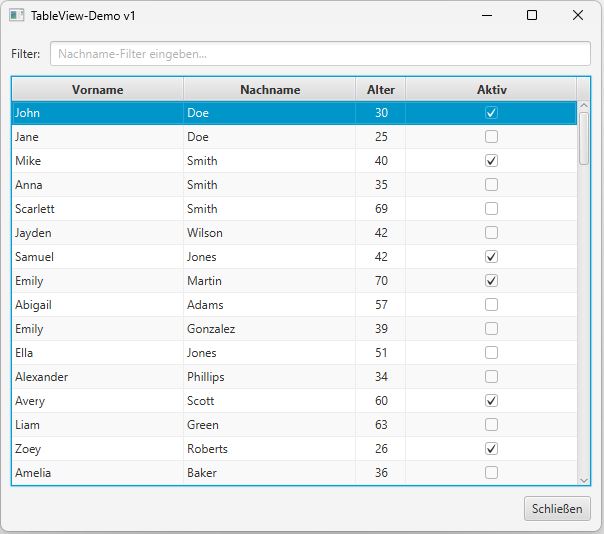 TableView-Demo v1
Filter: Nachname-Filter eingeben...
Vorname Nachname Alter Aktiv
John Doe 30
Jane Doe 25
Mike Smith 40
Anna Smith 35
Scarlett Smith 69
Jayden Wilson 42
Samuel Jones 42
Emily Martin 70
Abigail Adams 57
Emily Gonzalez 39
Ella Jones 51
Alexander Phillips 34
Avery Scott 60
Liam Green 63
Zoey Roberts 26
Amelia Baker 36
Schließen